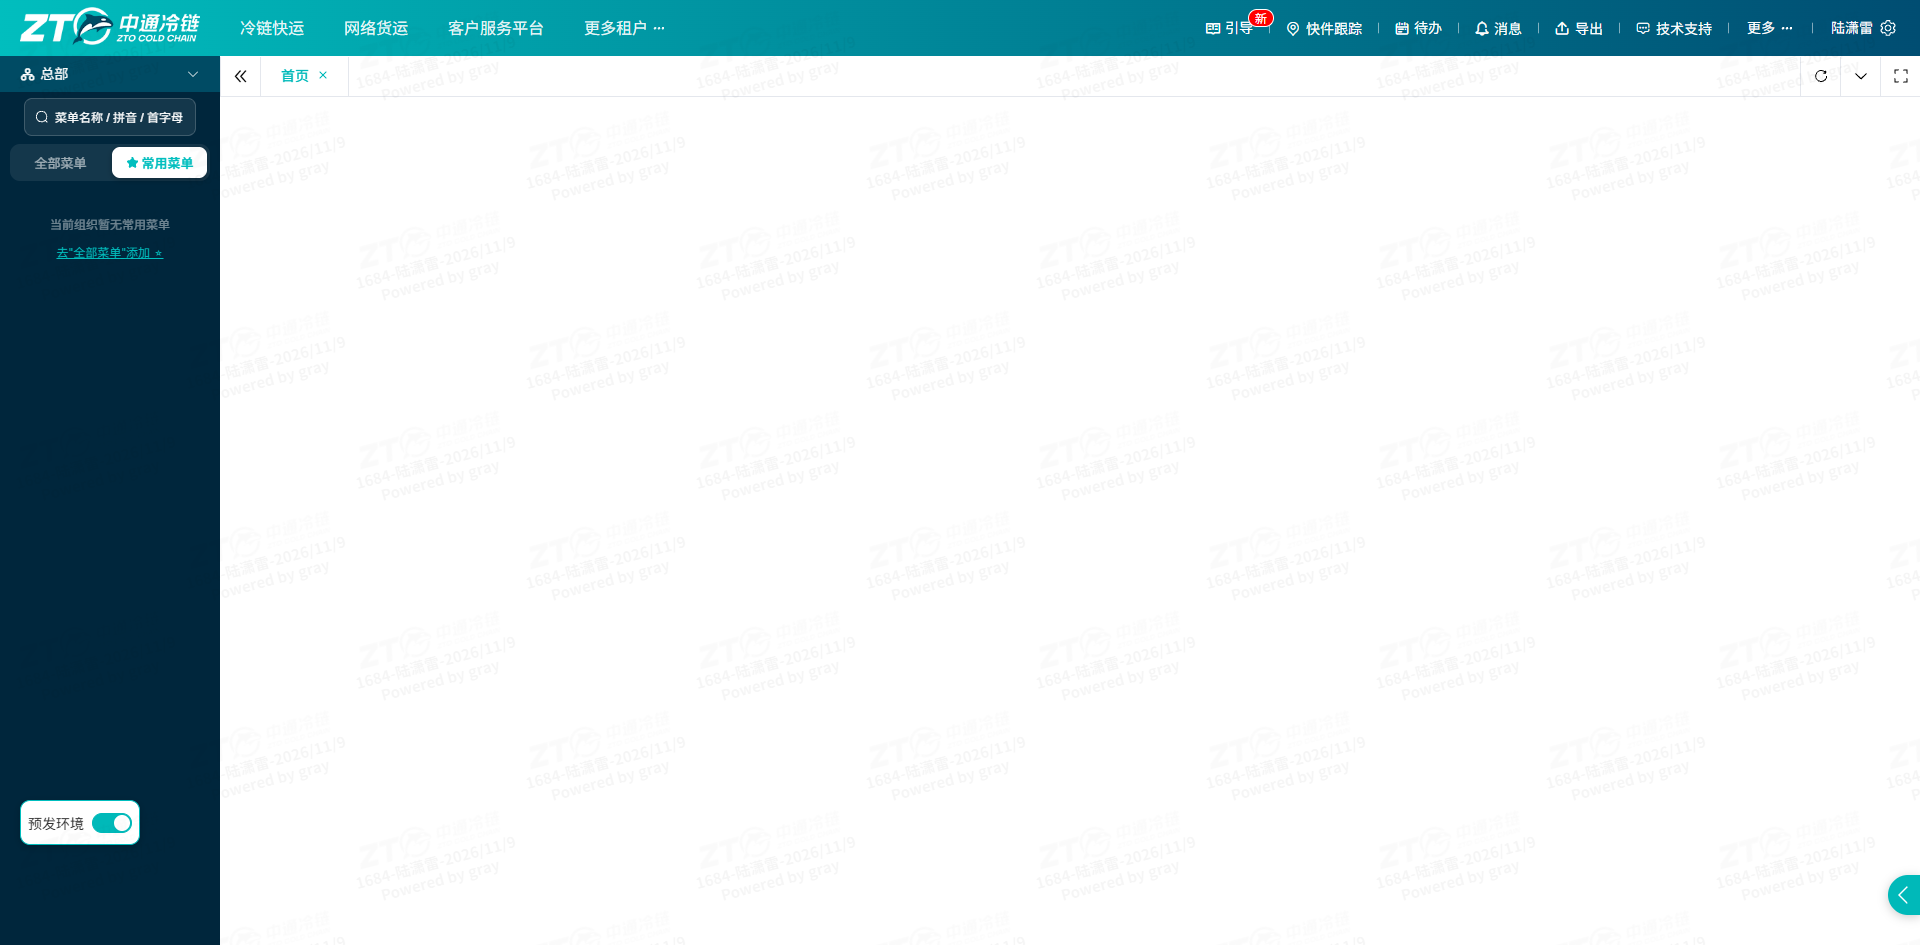 ZTO 中通冷链
ZTO COLD CHAIN
冷链快运 网络货运 客户服务平台 更多租户 ···
引导 新 快件跟踪 待办 消息 导出 技术支持 更多 ··· 陆潇雷
总部
首页
菜单名称 / 拼音 / 首字母
全部菜单 常用菜单
当前组织暂无常用菜单
去"全部菜单"添加
预发环境
ZTO 中通冷链
1684-陆潇雷-2026/11/9
Powered by gray